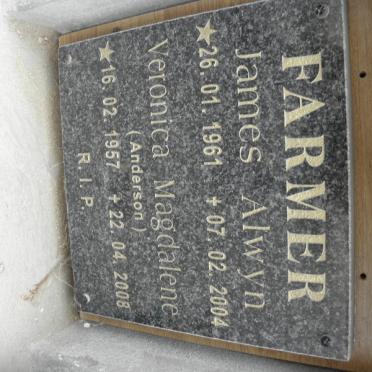 FARMER
James Alwyn
★26. 01. 1961 +07. 02. 2004
Veronica Magdalene
(Anderson)
★16. 02. 1957 +22. 04. 2008
R. I. P